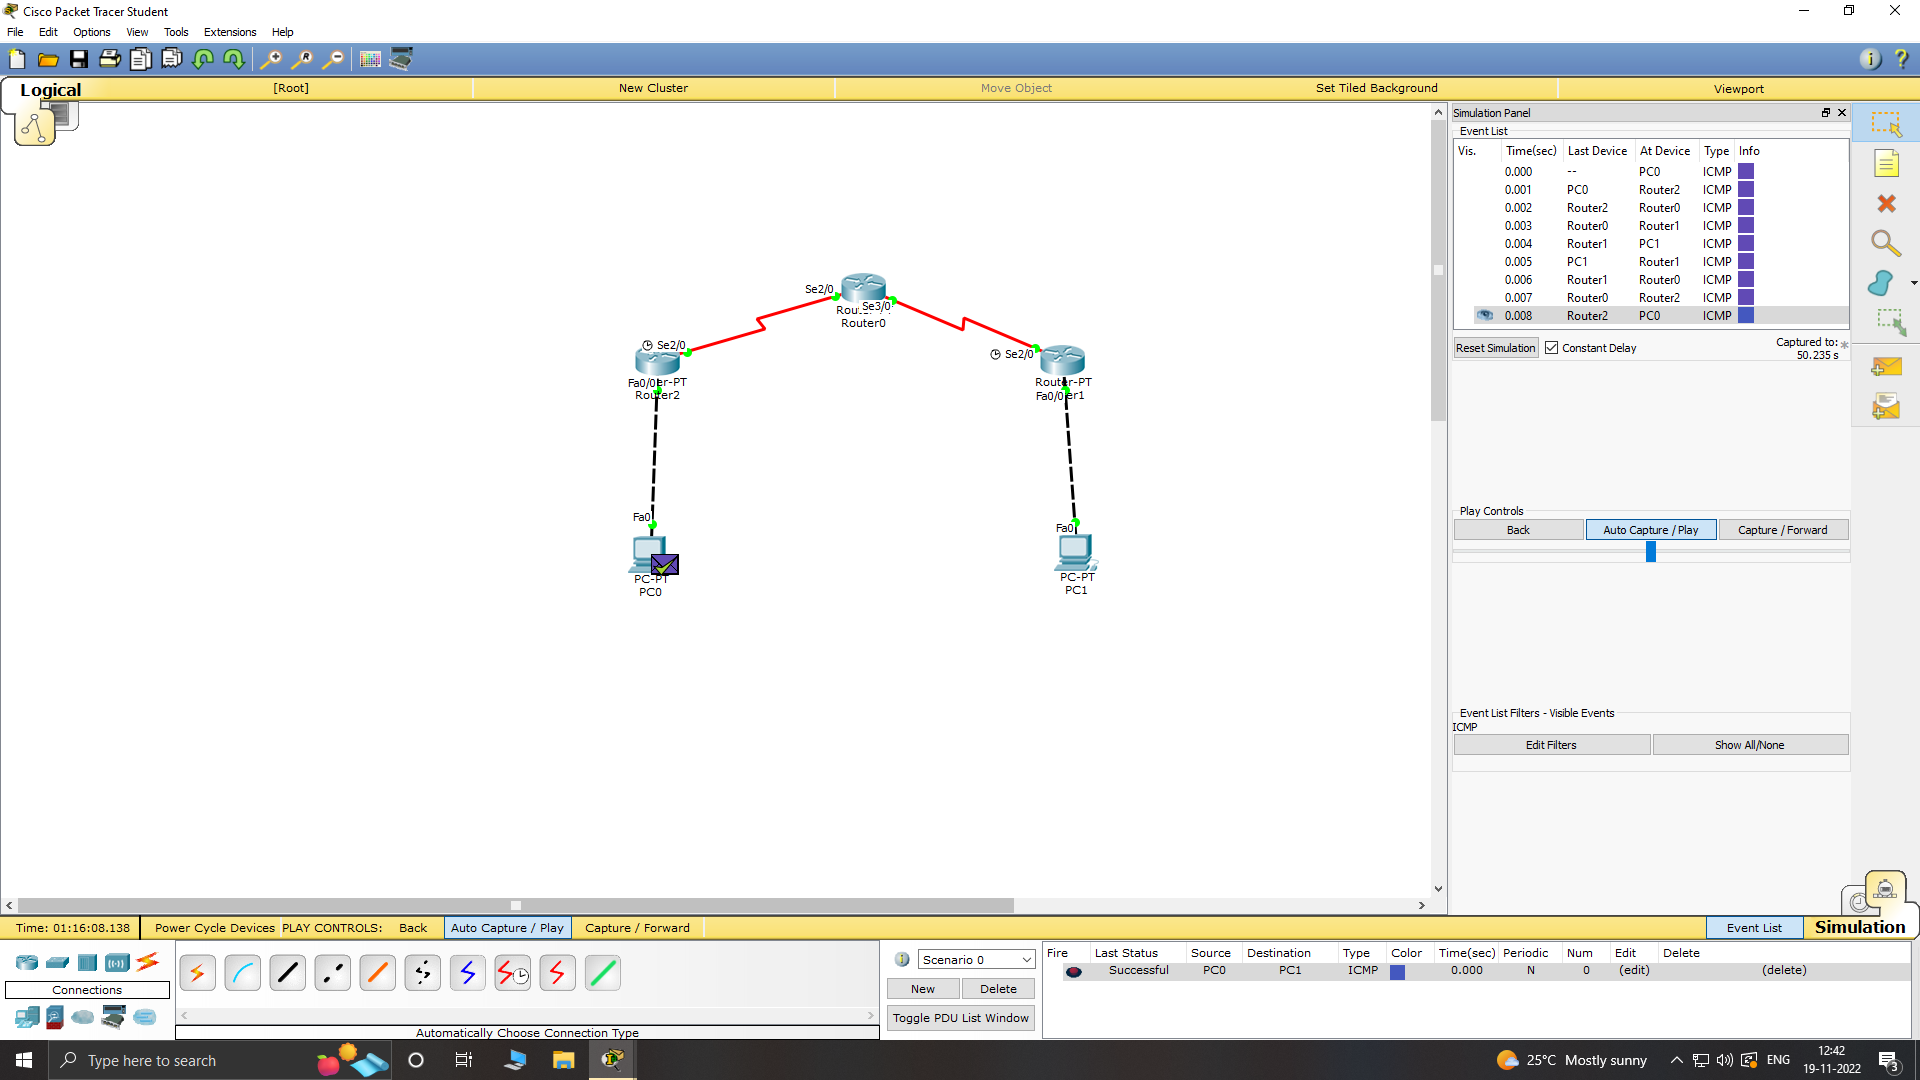 Cisco Packet Tracer Student
File Edit Options View Tools Extensions Help
Logical [Root] New Cluster Move Object Set Tiled Background Viewport
Simulation Panel
Event List
Vis. Time(sec) Last Device At Device Type Info
0.000 -- PC0 ICMP
0.001 PC0 Router2 ICMP
0.002 Router2 Router0 ICMP
0.003 Router0 Router1 ICMP
0.004 Router1 PC1 ICMP
0.005 PC1 Router1 ICMP
0.006 Router1 Router0 ICMP
0.007 Router0 Router2 ICMP
0.008 Router2 PC0 ICMP
Reset Simulation Constant Delay Captured to: *
50.235 s
Se2/0
Se3/0
Router0
Se2/0
Fa0/0 er-PT
Router2
Se2/0
Router-PT
Fa0/0 er1
Fa0
PC-PT
PC0
Fa0
PC-PT
PC1
Play Controls
Back Auto Capture / Play Capture / Forward
Event List Filters - Visible Events
ICMP
Edit Filters Show All/None
Time: 01:16:08.138 Power Cycle Devices PLAY CONTROLS: Back Auto Capture / Play Capture / Forward Event List Simulation
Connections
Automatically Choose Connection Type
Scenario 0
New Delete
Toggle PDU List Window
Fire Last Status Source Destination Type Color Time(sec) Periodic Num Edit Delete
Successful PC0 PC1 ICMP 0.000 N 0 (edit) (delete)
Type here to search
25°C Mostly sunny
ENG
12:42
19-11-2022
3